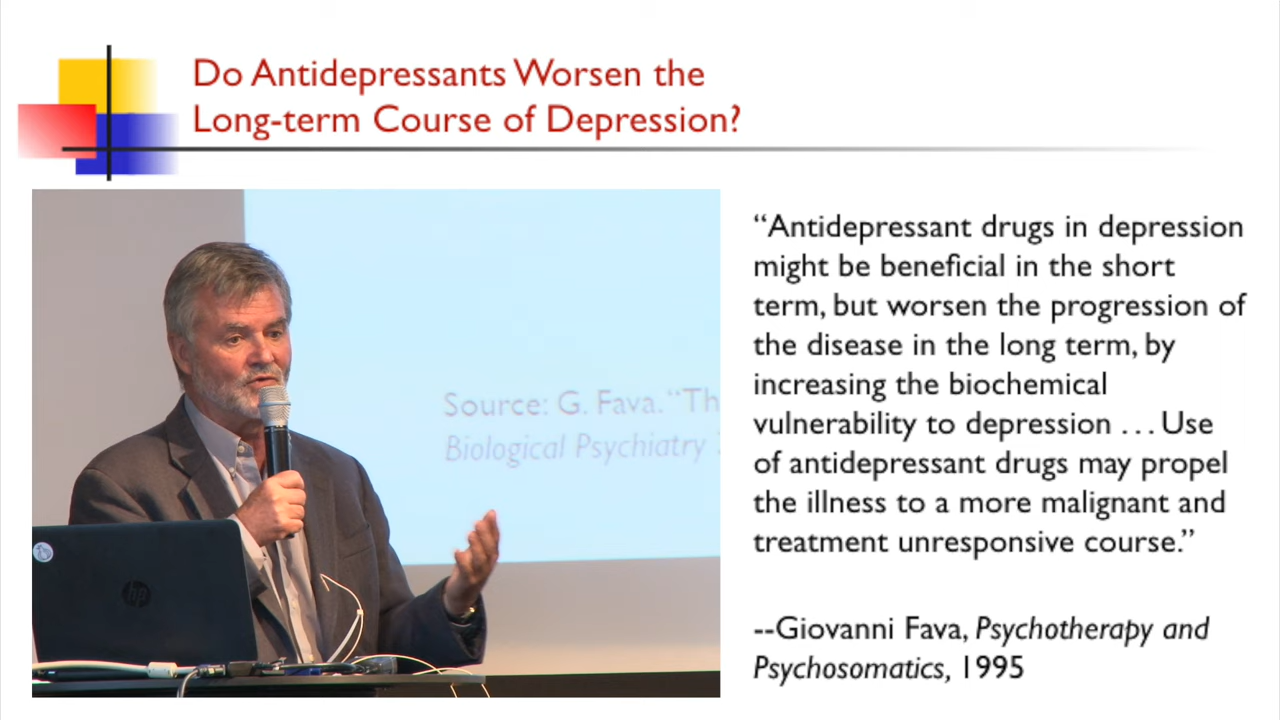 Do Antidepressants Worsen the
Long-term Course of Depression?
“Antidepressant drugs in depression
might be beneficial in the short
term, but worsen the progression of
the disease in the long term, by
increasing the biochemical
vulnerability to depression . . . Use
of antidepressant drugs may propel
the illness to a more malignant and
treatment unresponsive course.”
--Giovanni Fava, Psychotherapy and
Psychosomatics, 1995
Source: G. Fava. “Th
Biological Psychiatry
hp